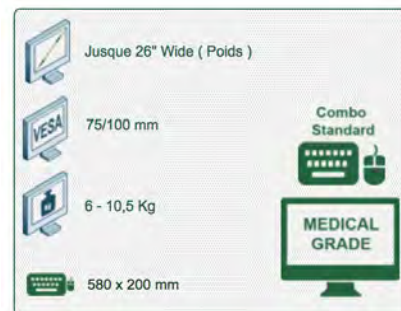 Jusque 26" Wide ( Poids )
VESA
75/100 mm
6 - 10,5 Kg
580 x 200 mm
Combo
Standard
MEDICAL
GRADE